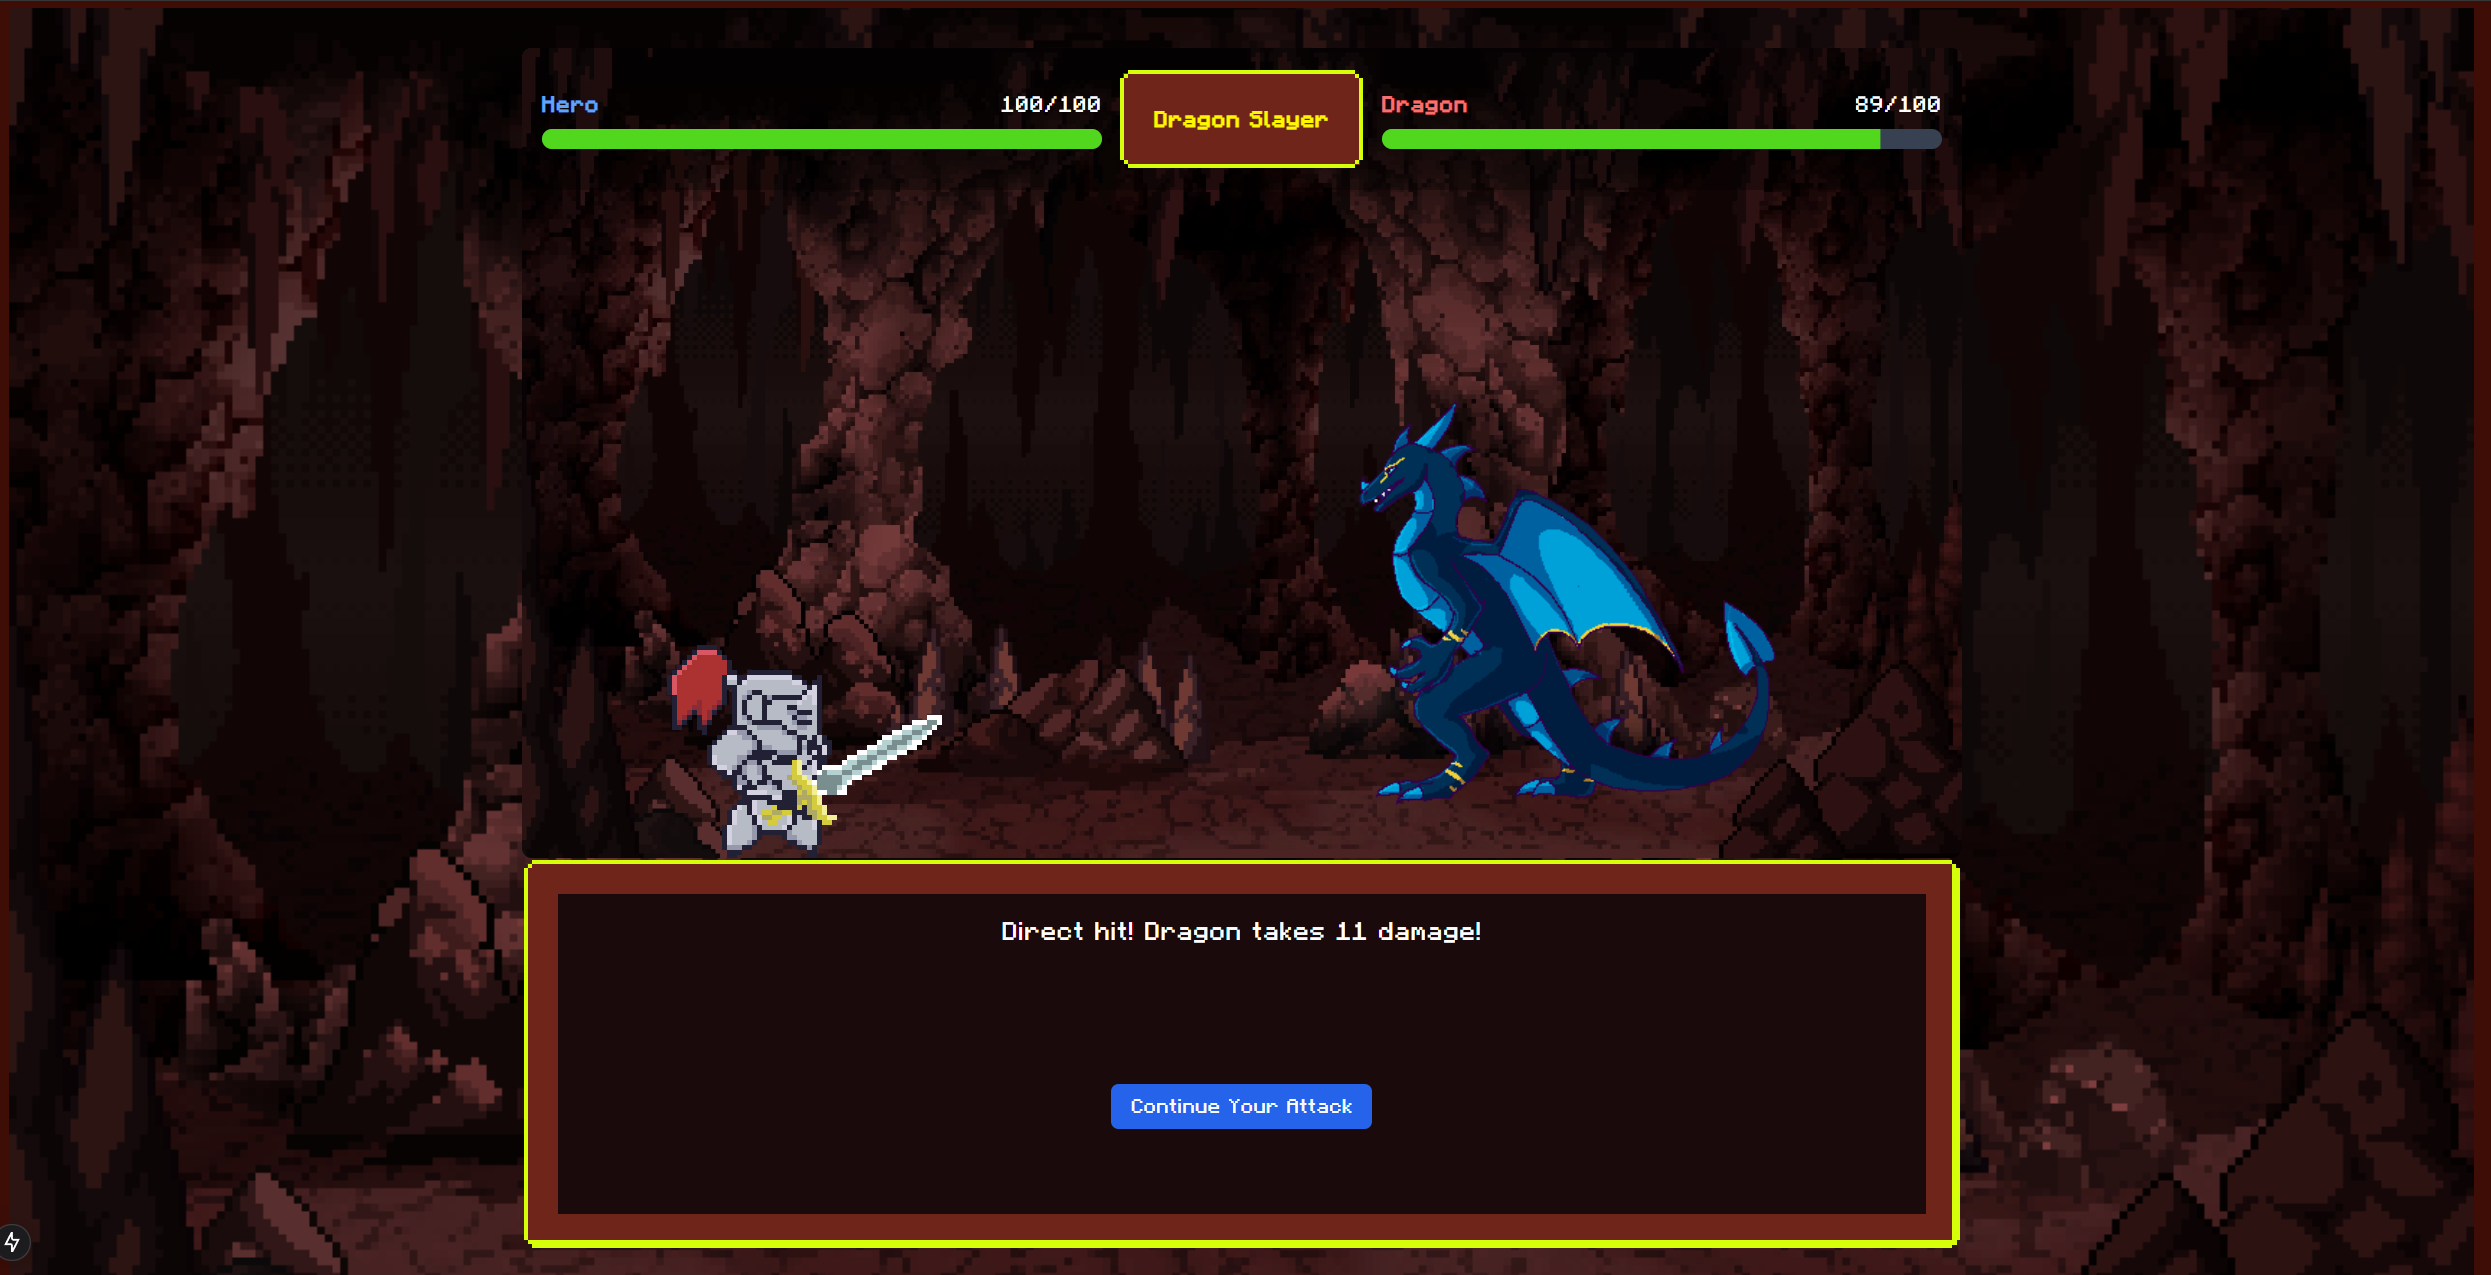 Hero
100/100
Dragon Slayer
Dragon
89/100
Direct hit! Dragon takes 11 damage!
Continue Your Attack